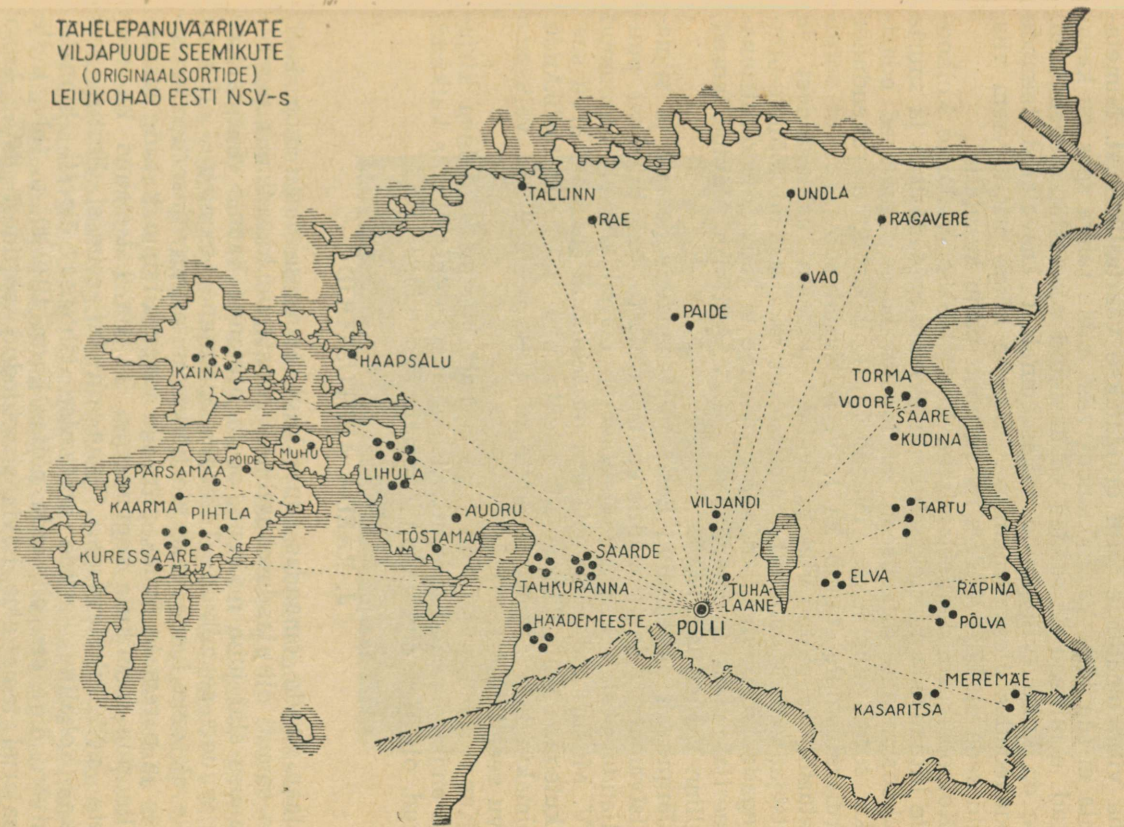 TÄHELEPANUVÄÄRIVATE
VILJAPUUDE SEEMIKUTE
(ORIGINAALSORTIDE)
LEIUKOHAD EESTI NSV-s
TALLINN
RAE
UNDLA
RÄGAVERE
VAO
PAIDE
HAAPSALU
KÄINA
TORMA
VOORE
SAARE
KUDINA
MUHU
PÖIDE
PÄRSAMAA
LIHULA
KAARMA
PIHTLA
AUDRU
VILJANDI
TARTU
TÕSTAMAA
KURESSAARE
SAARDE
TAHKURANNA
TUHA-
LAANE
ELVA
RÄPINA
HÄÄDEMEESTE
POLLI
PÕLVA
MEREMÄE
KASARITSA